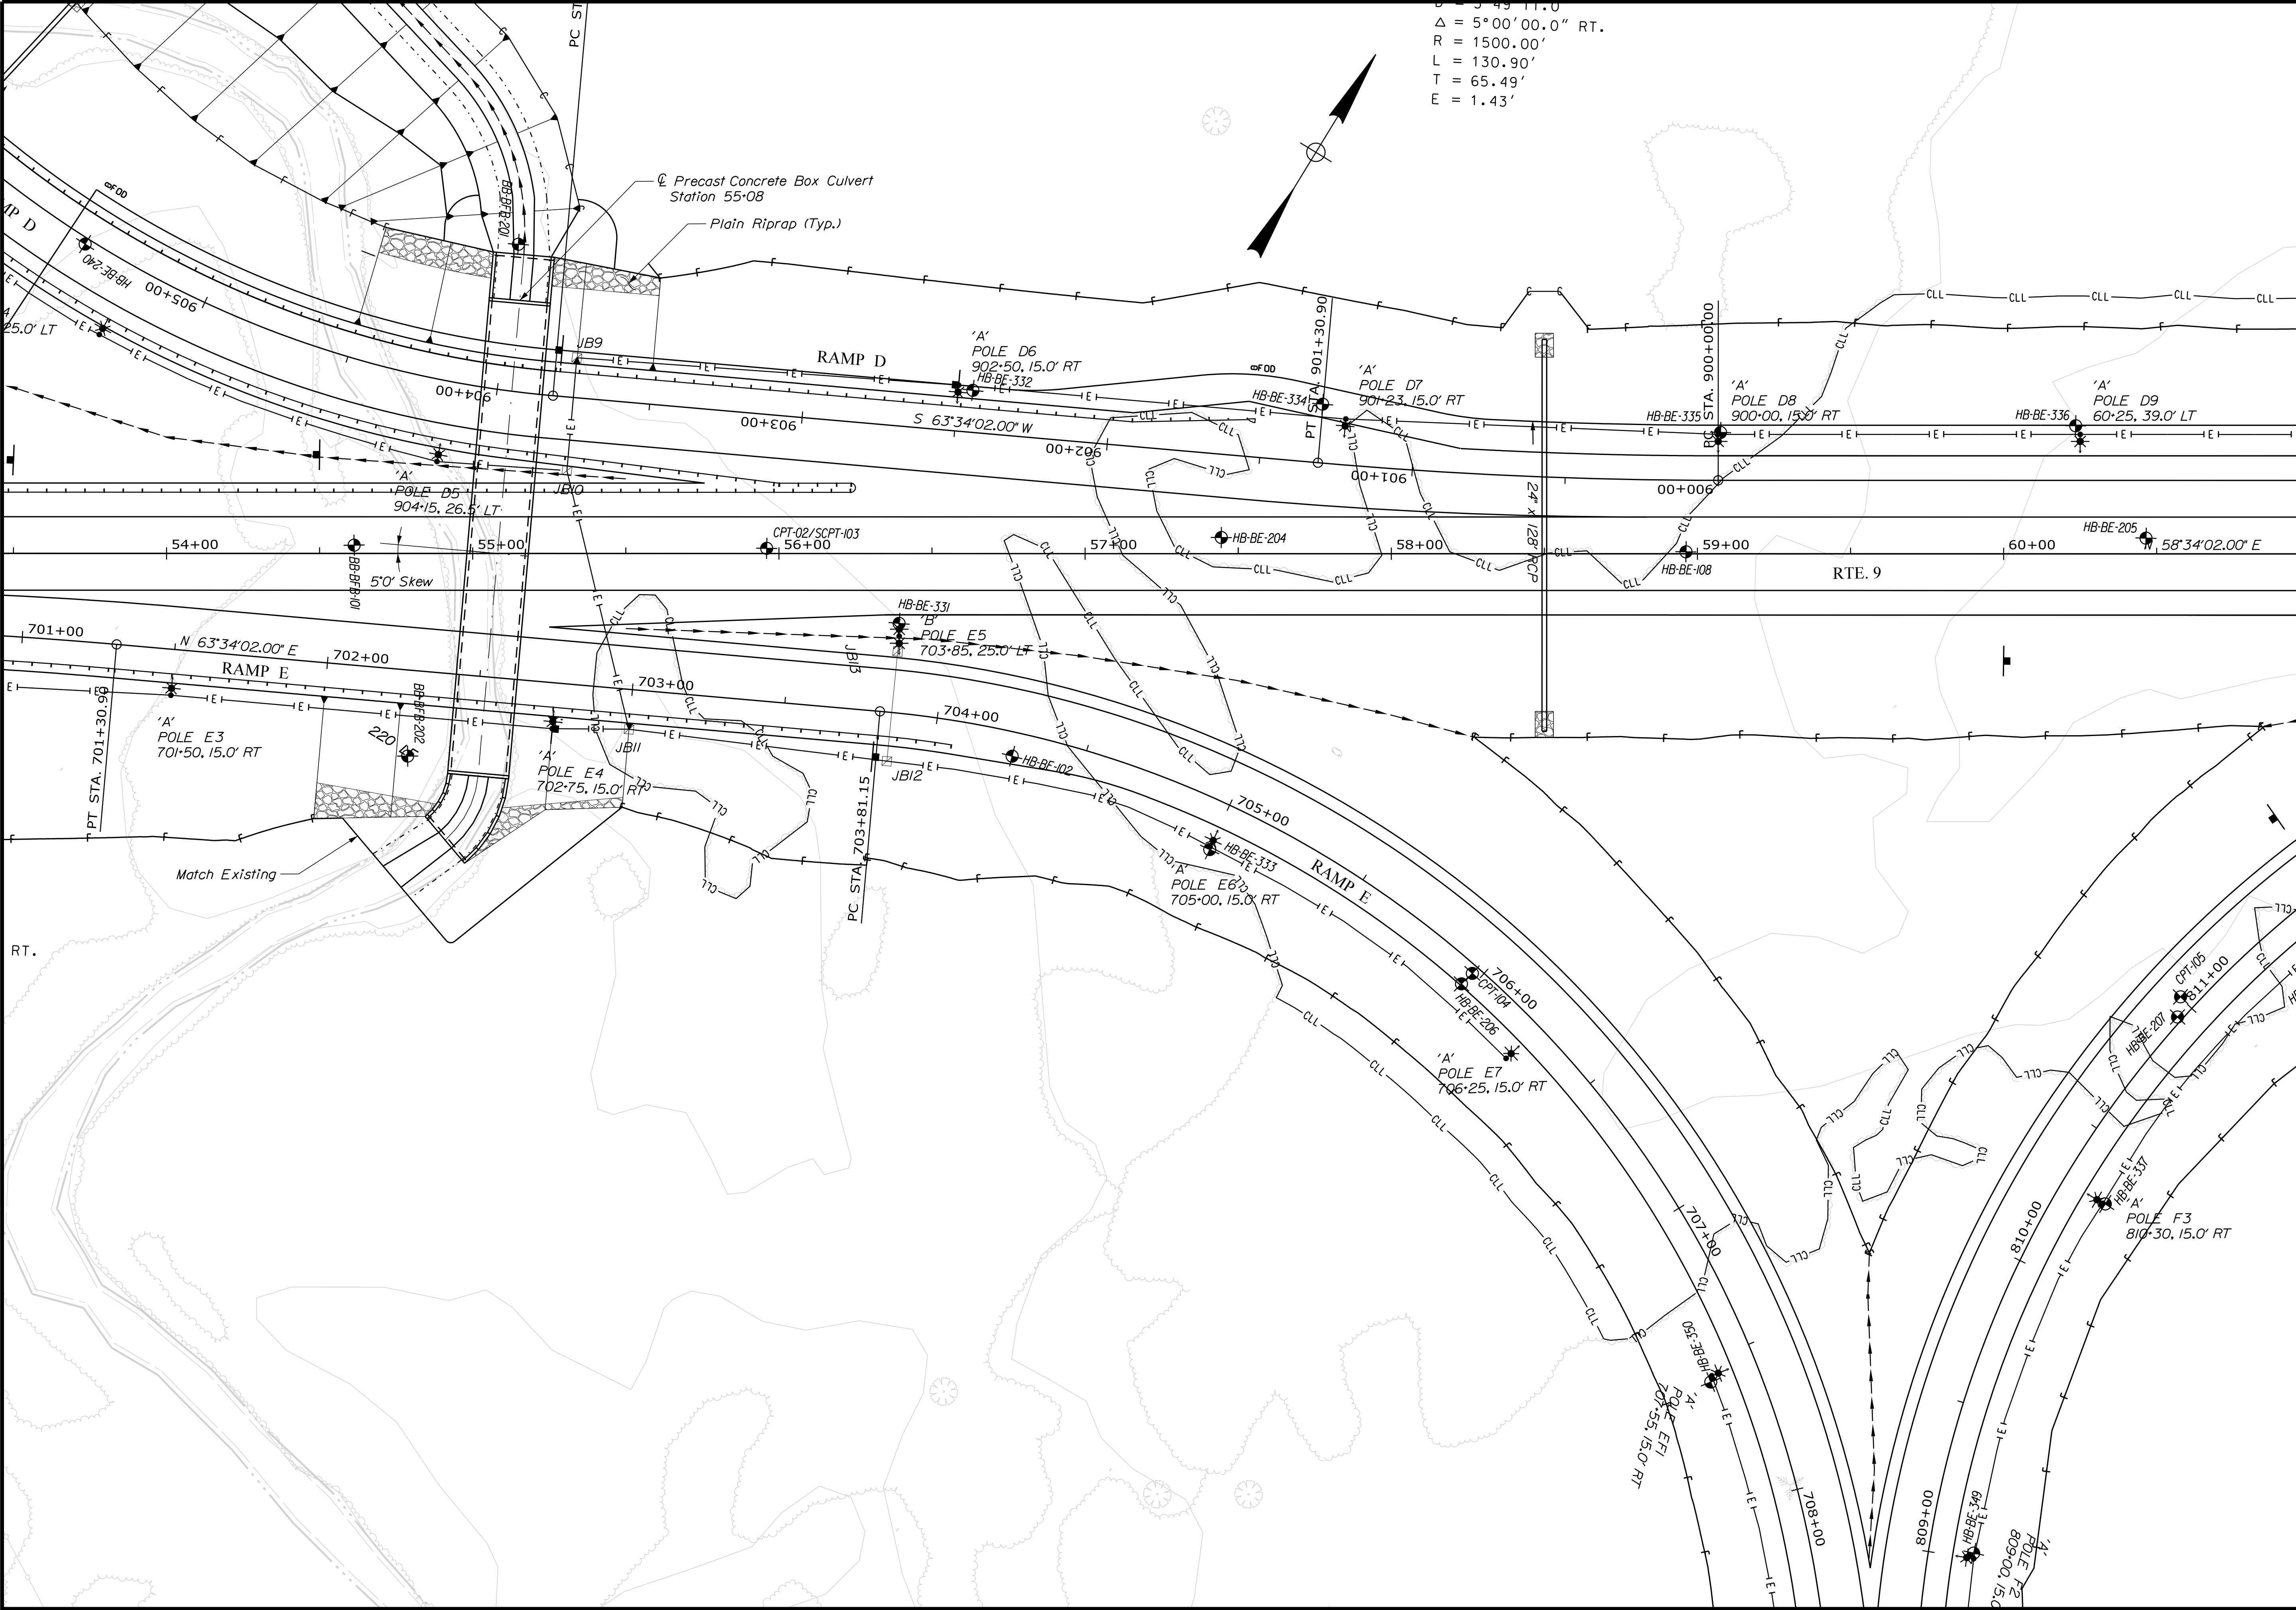 Δ = 5°00'00.0" RT.
R = 1500.00'
L = 130.90'
T = 65.49'
E = 1.43'
PC ST
℄ Precast Concrete Box Culvert
Station 55+08
Plain Riprap (Typ.)
BB-BFB-201
FOD
MP D
HB-BE-240
905+00
25.0' LT
904+00
JB9
RAMP D
'A'
POLE D6
902+50, 15.0' RT
HB-BE-332
903+00
S 63°34'02.00" W
902+00
FOD
PT STA. 901+30.90
HB-BE-334
'A'
POLE D7
901+23, 15.0' RT
901+00
PC STA. 900+00.00
HB-BE-335
'A'
POLE D8
900+00, 15.0' RT
900+00
HB-BE-336
'A'
POLE D9
60+25, 39.0' LT
'A'
POLE D5
904+15, 26.5' LT
JB10
24" x 128' RCP
54+00
55+00
CPT-02/SCPT-103
56+00
57+00
HB-BE-204
58+00
59+00
HB-BE-108
60+00
HB-BE-205
N 58°34'02.00" E
RTE. 9
BB-BFB-101
5°0' Skew
701+00
N 63°34'02.00" E
702+00
RAMP E
703+00
HB-BE-331
'B'
POLE E5
703+85, 25.0' LT
JB13
704+00
PT STA. 701+30.90
'A'
POLE E3
701+50, 15.0' RT
BB-BFB-202
220
'A'
POLE E4
702+75, 15.0' RT
JB11
JB12
HB-BE-102
PC STA. 703+81.15
Match Existing
RT.
705+00
HB-BE-333
'A'
POLE E6
705+00, 15.0' RT
RAMP E
706+00
CPT-104
HB-BE-206
'A'
POLE E7
706+25, 15.0' RT
CPT-105
811+00
HB-BE-207
HB-BE-337
'A'
POLE F3
810+30, 15.0' RT
810+00
707+00
HB-BE-350
'A'
POLE EF1
707+55, 15.0' RT
708+00
809+00
HB-BE-349
'A'
POLE F2
809+00, 15.0